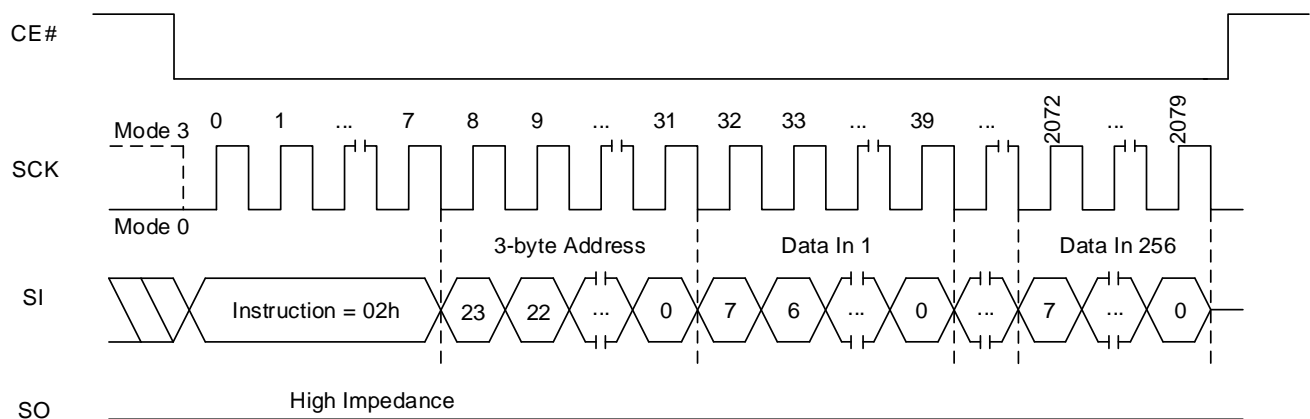 CE#
Mode 3
0 1 ... 7 8 9 ... 31 32 33 ... 39 ... 2072 ... 2079
SCK
Mode 0
3-byte Address Data In 1 Data In 256
SI
Instruction = 02h 23 22 ... 0 7 6 ... 0 ... 7 ... 0
High Impedance
SO